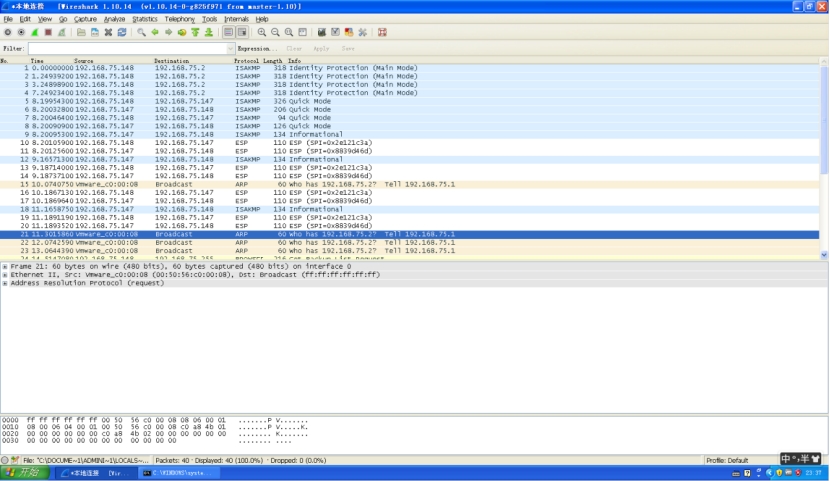 *本地连接 [Wireshark 1.10.14 (v1.10.14-0-g825f971 from master-1.10)]
File Edit View Go Capture Analyze Statistics Telephony Tools Internals Help
Filter: Expression... Clear Apply Save
No. Time Source Destination Protocol Length Info
1 0.00000000 192.168.75.148 192.168.75.2 ISAKMP 318 Identity Protection (Main Mode)
2 1.24939200 192.168.75.148 192.168.75.2 ISAKMP 318 Identity Protection (Main Mode)
3 3.24898900 192.168.75.148 192.168.75.2 ISAKMP 318 Identity Protection (Main Mode)
4 7.24923400 192.168.75.148 192.168.75.2 ISAKMP 318 Identity Protection (Main Mode)
5 8.19954300 192.168.75.148 192.168.75.147 ISAKMP 326 Quick Mode
6 8.20032800 192.168.75.147 192.168.75.148 ISAKMP 206 Quick Mode
7 8.20046400 192.168.75.148 192.168.75.147 ISAKMP 94 Quick Mode
8 8.20090900 192.168.75.147 192.168.75.148 ISAKMP 126 Quick Mode
9 8.20095300 192.168.75.148 192.168.75.147 ISAKMP 134 Informational
10 8.20105900 192.168.75.148 192.168.75.147 ESP 110 ESP (SPI=0x2e121c3a)
11 8.20125600 192.168.75.147 192.168.75.148 ESP 110 ESP (SPI=0x8839d46d)
12 9.16571300 192.168.75.148 192.168.75.147 ISAKMP 134 Informational
13 9.18714000 192.168.75.148 192.168.75.147 ESP 110 ESP (SPI=0x2e121c3a)
14 9.18737100 192.168.75.147 192.168.75.148 ESP 110 ESP (SPI=0x8839d46d)
15 10.0740750 Vmware_c0:00:08 Broadcast ARP 60 Who has 192.168.75.2? Tell 192.168.75.1
16 10.1867130 192.168.75.148 192.168.75.147 ESP 110 ESP (SPI=0x2e121c3a)
17 10.1869640 192.168.75.147 192.168.75.148 ESP 110 ESP (SPI=0x8839d46d)
18 11.1658750 192.168.75.148 192.168.75.147 ISAKMP 134 Informational
19 11.1891190 192.168.75.148 192.168.75.147 ESP 110 ESP (SPI=0x2e121c3a)
20 11.1893520 192.168.75.147 192.168.75.148 ESP 110 ESP (SPI=0x8839d46d)
21 11.3015860 Vmware_c0:00:08 Broadcast ARP 60 Who has 192.168.75.2? Tell 192.168.75.1
22 12.0742590 Vmware_c0:00:08 Broadcast ARP 60 Who has 192.168.75.2? Tell 192.168.75.1
23 13.0644390 Vmware_c0:00:08 Broadcast ARP 60 Who has 192.168.75.2? Tell 192.168.75.1
Frame 21: 60 bytes on wire (480 bits), 60 bytes captured (480 bits) on interface 0
Ethernet II, Src: Vmware_c0:00:08 (00:50:56:c0:00:08), Dst: Broadcast (ff:ff:ff:ff:ff:ff)
Address Resolution Protocol (request)
0000 ff ff ff ff ff ff 00 50 56 c0 00 08 08 06 00 01 .......P V.......
0010 08 00 06 04 00 01 00 50 56 c0 00 08 c0 a8 4b 01 .......P V.....K.
0020 00 00 00 00 00 00 c0 a8 4b 02 00 00 00 00 00 00 ........ K.......
0030 00 00 00 00 00 00 00 00 00 00 00 00 ........ ....
File: "C:\DOCUME~1\ADMINI~1\LOCALS~... Packets: 40 · Displayed: 40 (100.0%) · Dropped: 0 (0.0%) Profile: Default
中 半
开始 *本地连接 [Wir... C:\WINDOWS\syste... 23:37